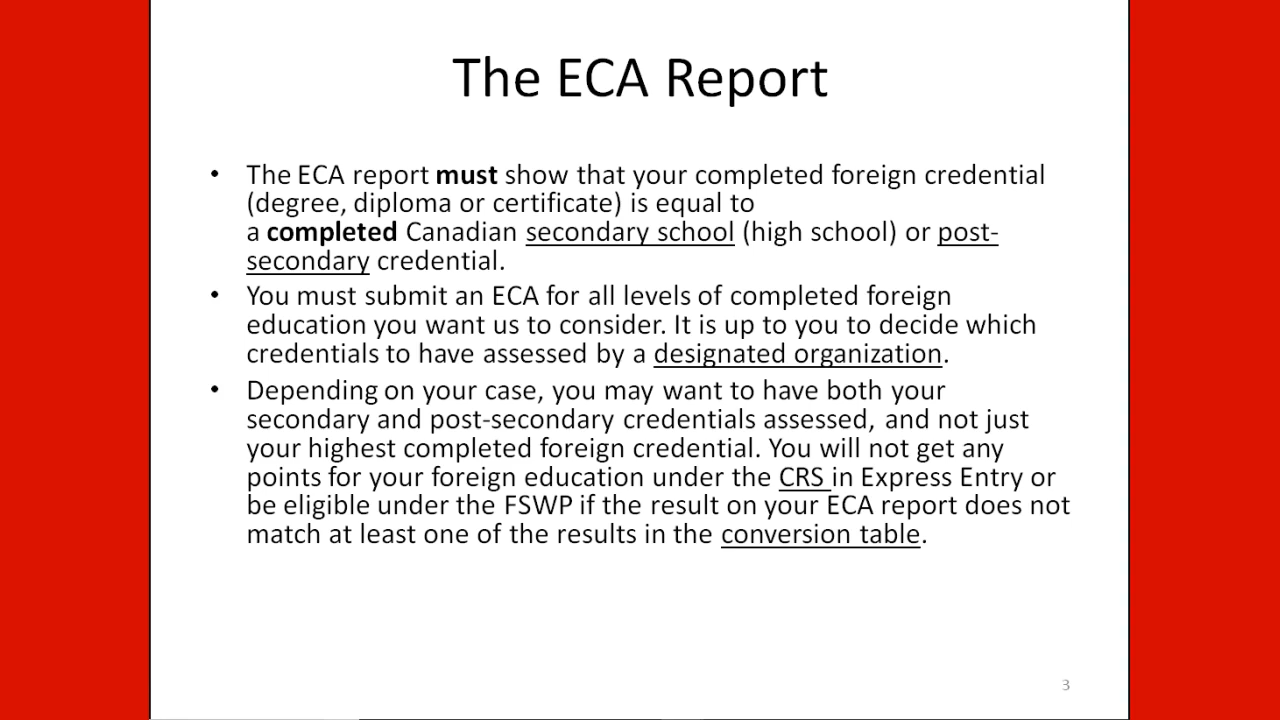 The ECA Report
• The ECA report must show that your completed foreign credential
(degree, diploma or certificate) is equal to
a completed Canadian secondary school (high school) or post-
secondary credential.
• You must submit an ECA for all levels of completed foreign
education you want us to consider. It is up to you to decide which
credentials to have assessed by a designated organization.
• Depending on your case, you may want to have both your
secondary and post-secondary credentials assessed, and not just
your highest completed foreign credential. You will not get any
points for your foreign education under the CRS in Express Entry or
be eligible under the FSWP if the result on your ECA report does not
match at least one of the results in the conversion table.
3